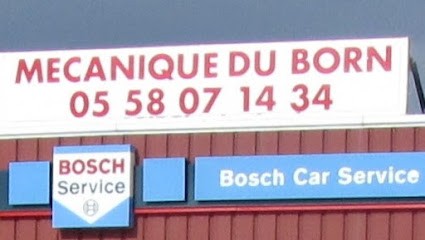 MECANIQUE DU BORN
05 58 07 14 34
BOSCH
Service
Bosch Car Service